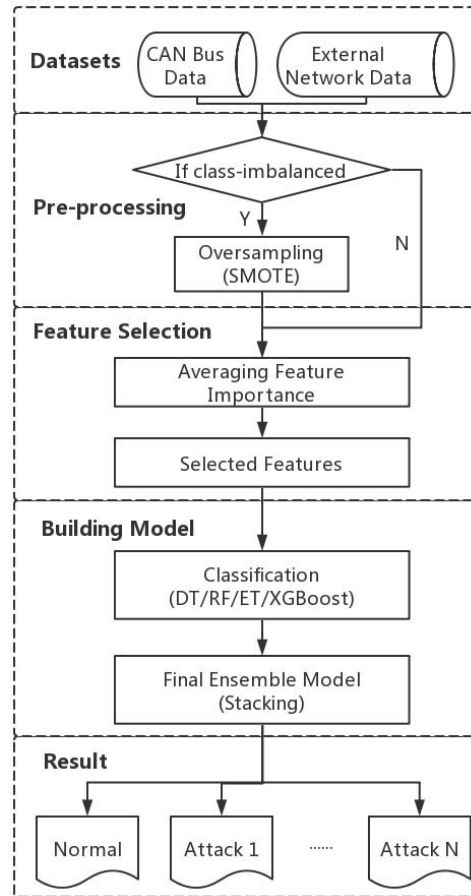 Datasets
CAN Bus
Data
External
Network Data
If class-imbalanced
Pre-processing
Y
N
Oversampling
(SMOTE)
Feature Selection
Averaging Feature
Importance
Selected Features
Building Model
Classification
(DT/RF/ET/XGBoost)
Final Ensemble Model
(Stacking)
Result
Normal
Attack 1
......
Attack N